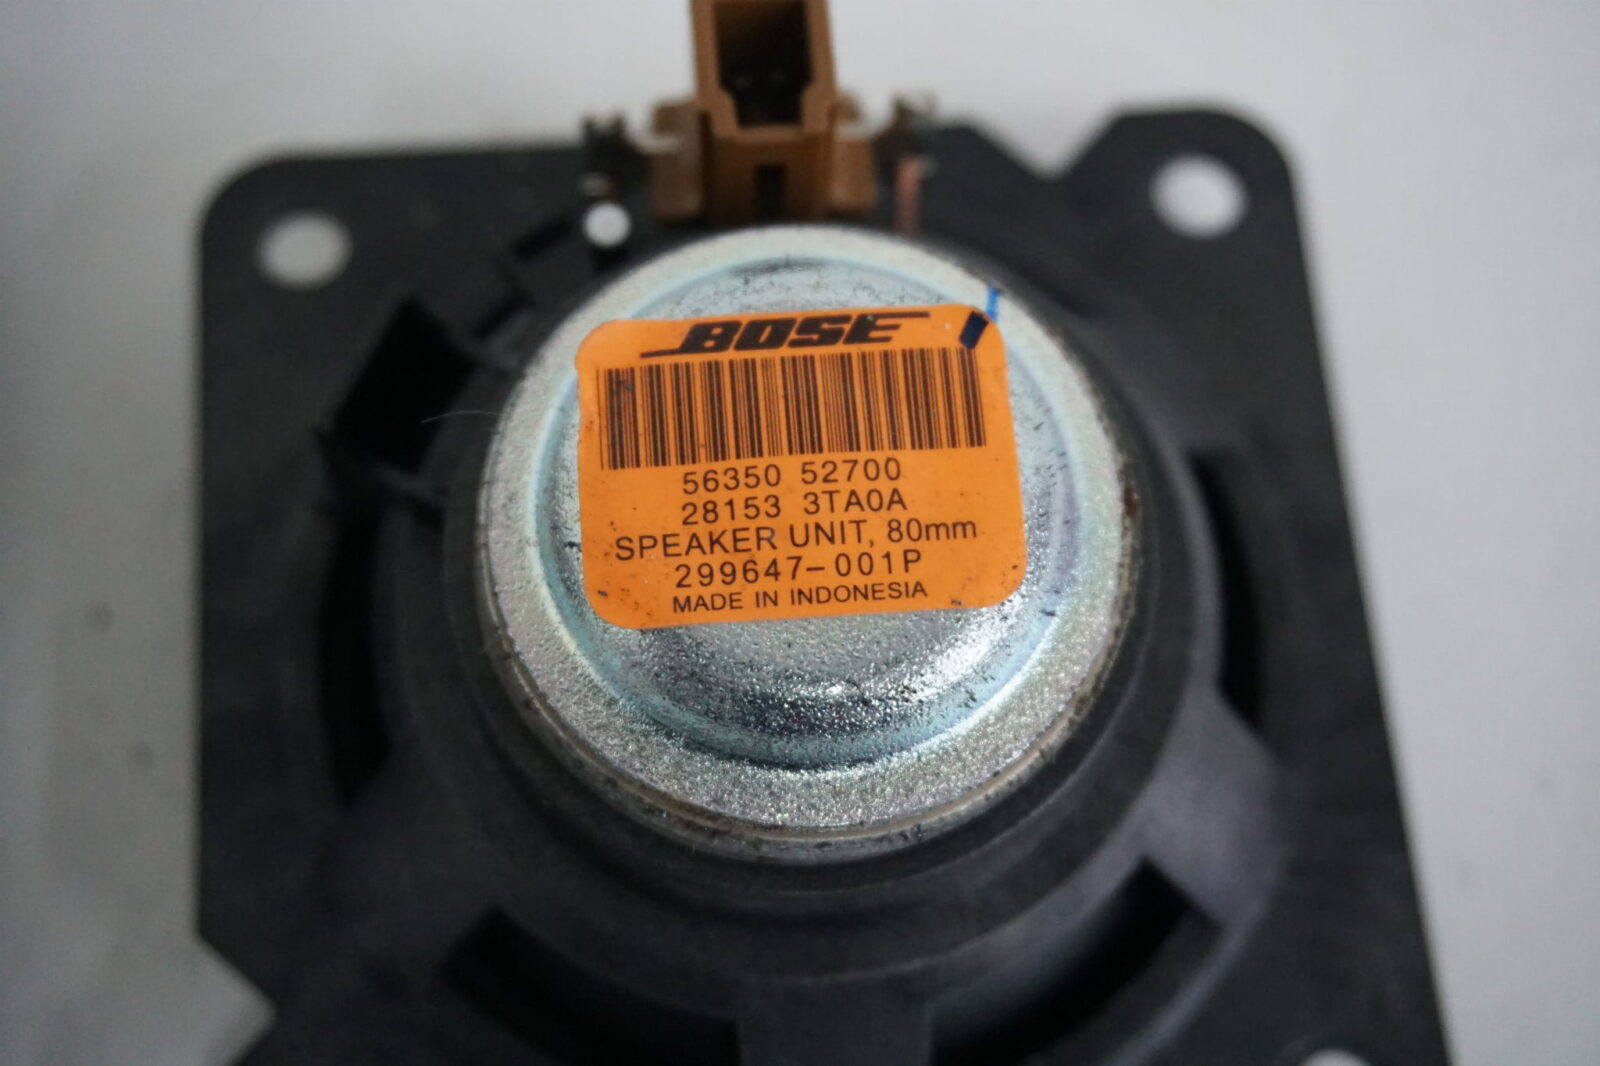 BOSE
56350 52700
28153 3TA0A
SPEAKER UNIT, 80mm
299647-001P
MADE IN INDONESIA